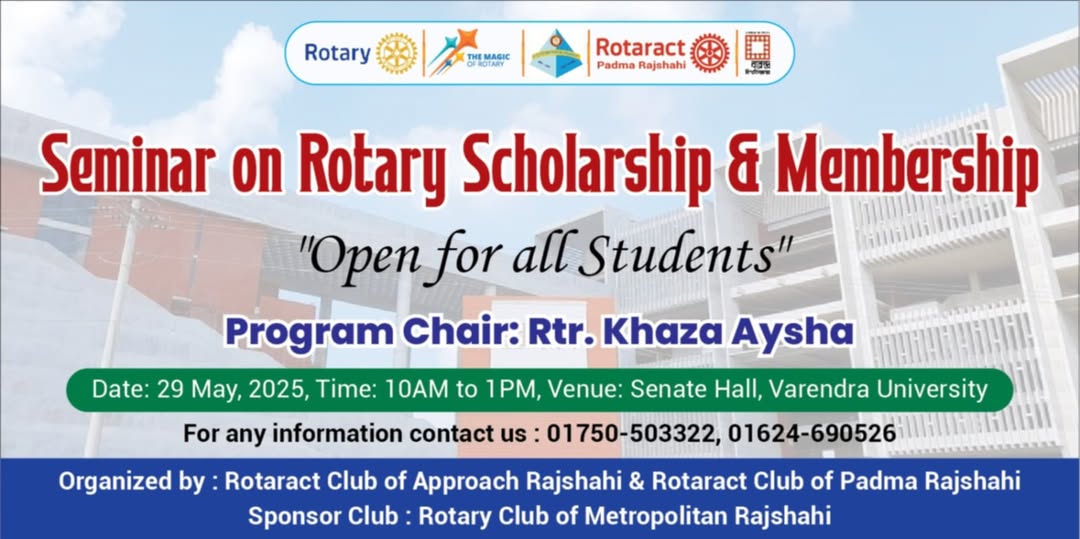 Rotary
THE MAGIC
OF ROTARY
Rotaract
Padma Rajshahi
Seminar on Rotary Scholarship & Membership
"Open for all Students"
Program Chair: Rtr. Khaza Aysha
Date: 29 May, 2025, Time: 10AM to 1PM, Venue: Senate Hall, Varendra University
For any information contact us : 01750-503322, 01624-690526
Organized by : Rotaract Club of Approach Rajshahi & Rotaract Club of Padma Rajshahi
Sponsor Club : Rotary Club of Metropolitan Rajshahi